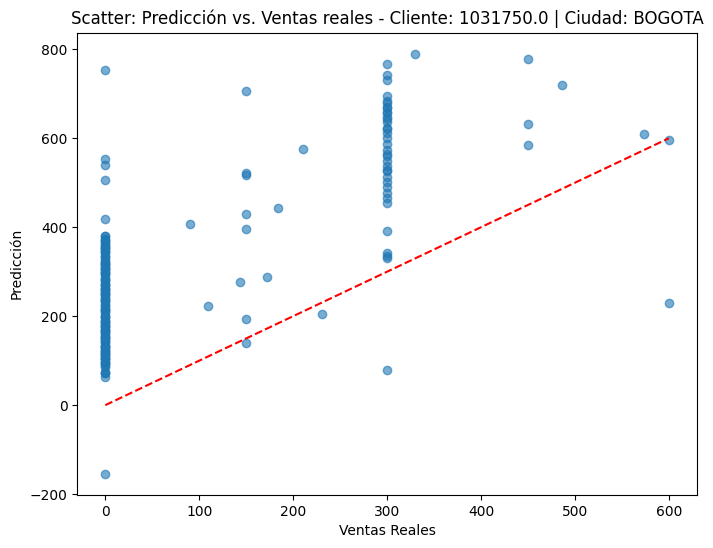 Scatter: Predicción vs. Ventas reales - Cliente: 1031750.0 | Ciudad: BOGOTA
800
600
400
200
0
−200
Predicción
0 100 200 300 400 500 600
Ventas Reales